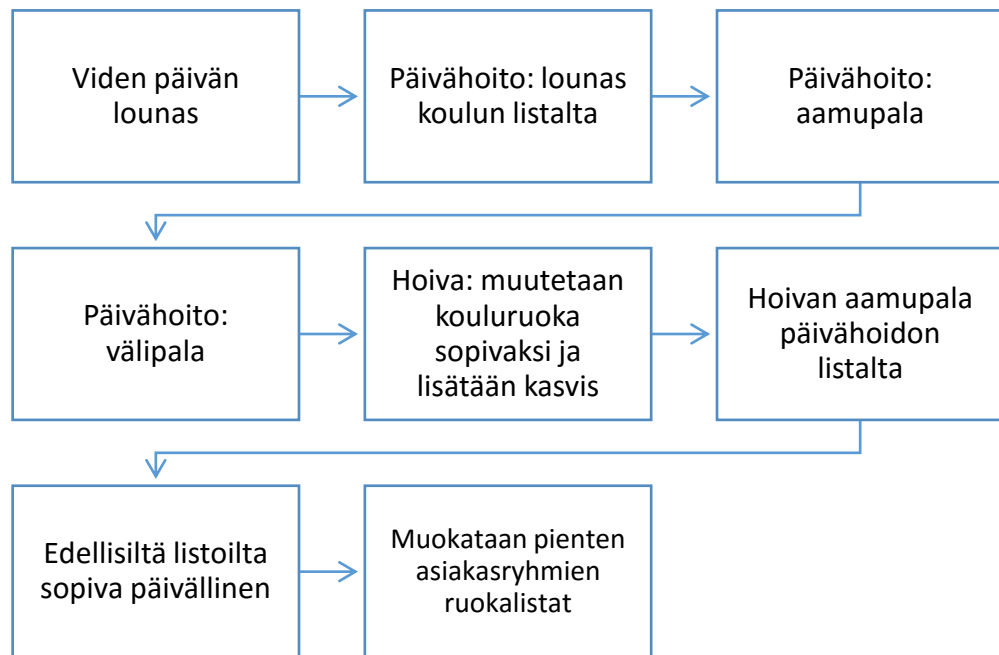 Viden päivän
lounas
Päivähoito: lounas
koulun listalta
Päivähoito:
aamupala
Päivähoito:
välipala
Hoiva: muutetaan
kouluruoka
sopivaksi ja
lisätään kasvis
Hoivan aamupala
päivähoidon
listalta
Edellisiltä listoilta
sopiva päivällinen
Muokataan pienten
asiakasryhmien
ruokalistat